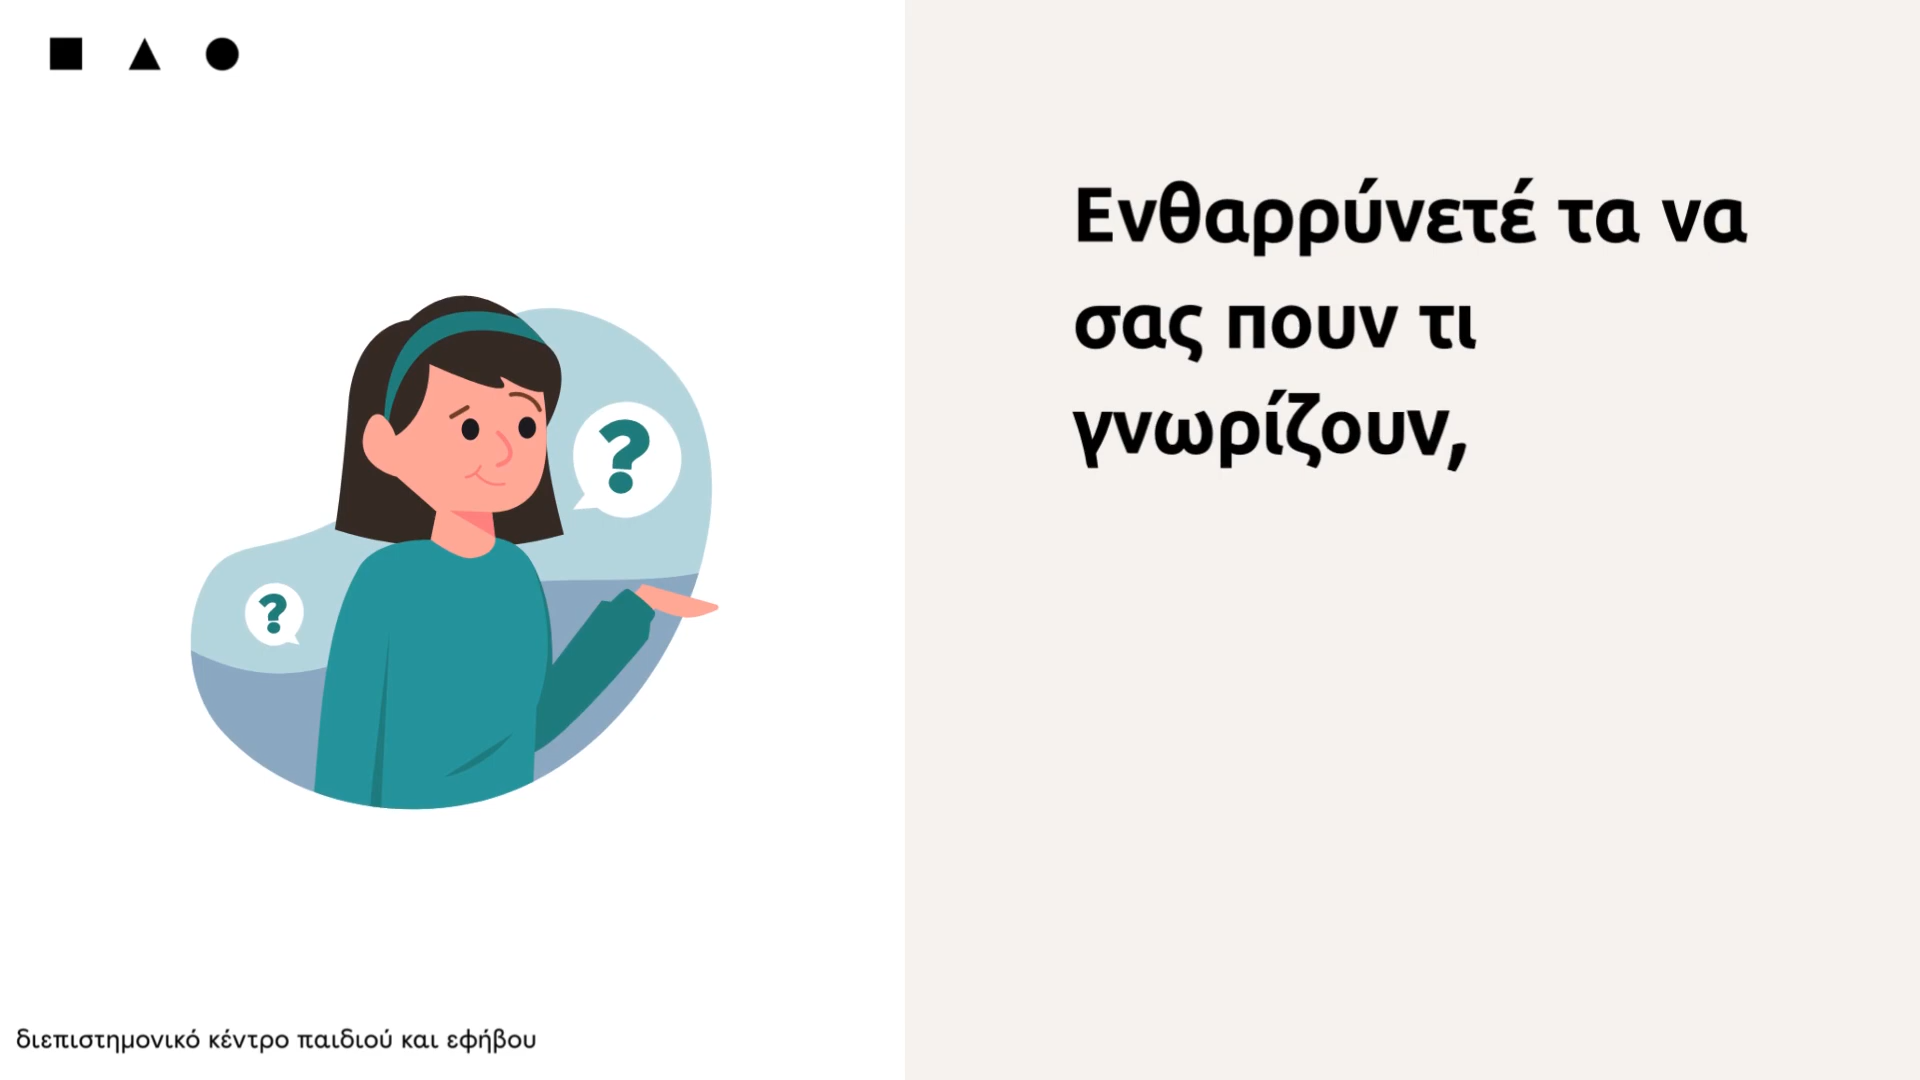 Ενθαρρύνετέ τα να
σας πουν τι
γνωρίζουν,
?
?
διεπιστημονικό κέντρο παιδιού και εφήβου